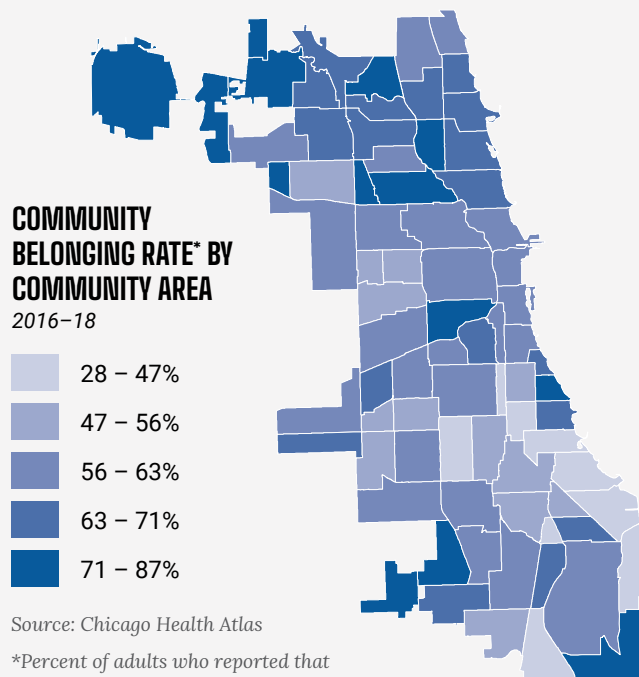 COMMUNITY
BELONGING RATE* BY
COMMUNITY AREA
2016–18
28 – 47%
47 – 56%
56 – 63%
63 – 71%
71 – 87%
Source: Chicago Health Atlas
*Percent of adults who reported that